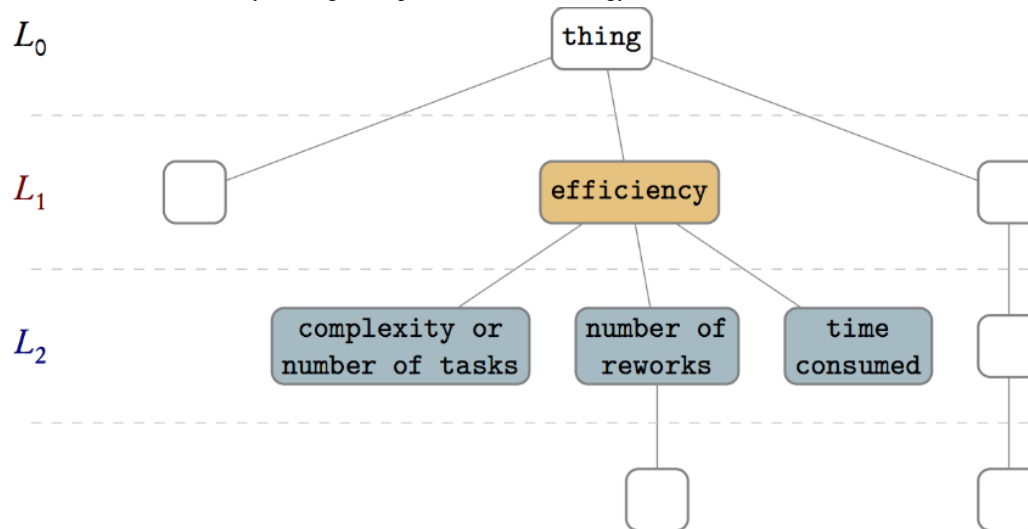 L0
thing
L1
efficiency
L2
complexity or
number of tasks
number of
reworks
time
consumed